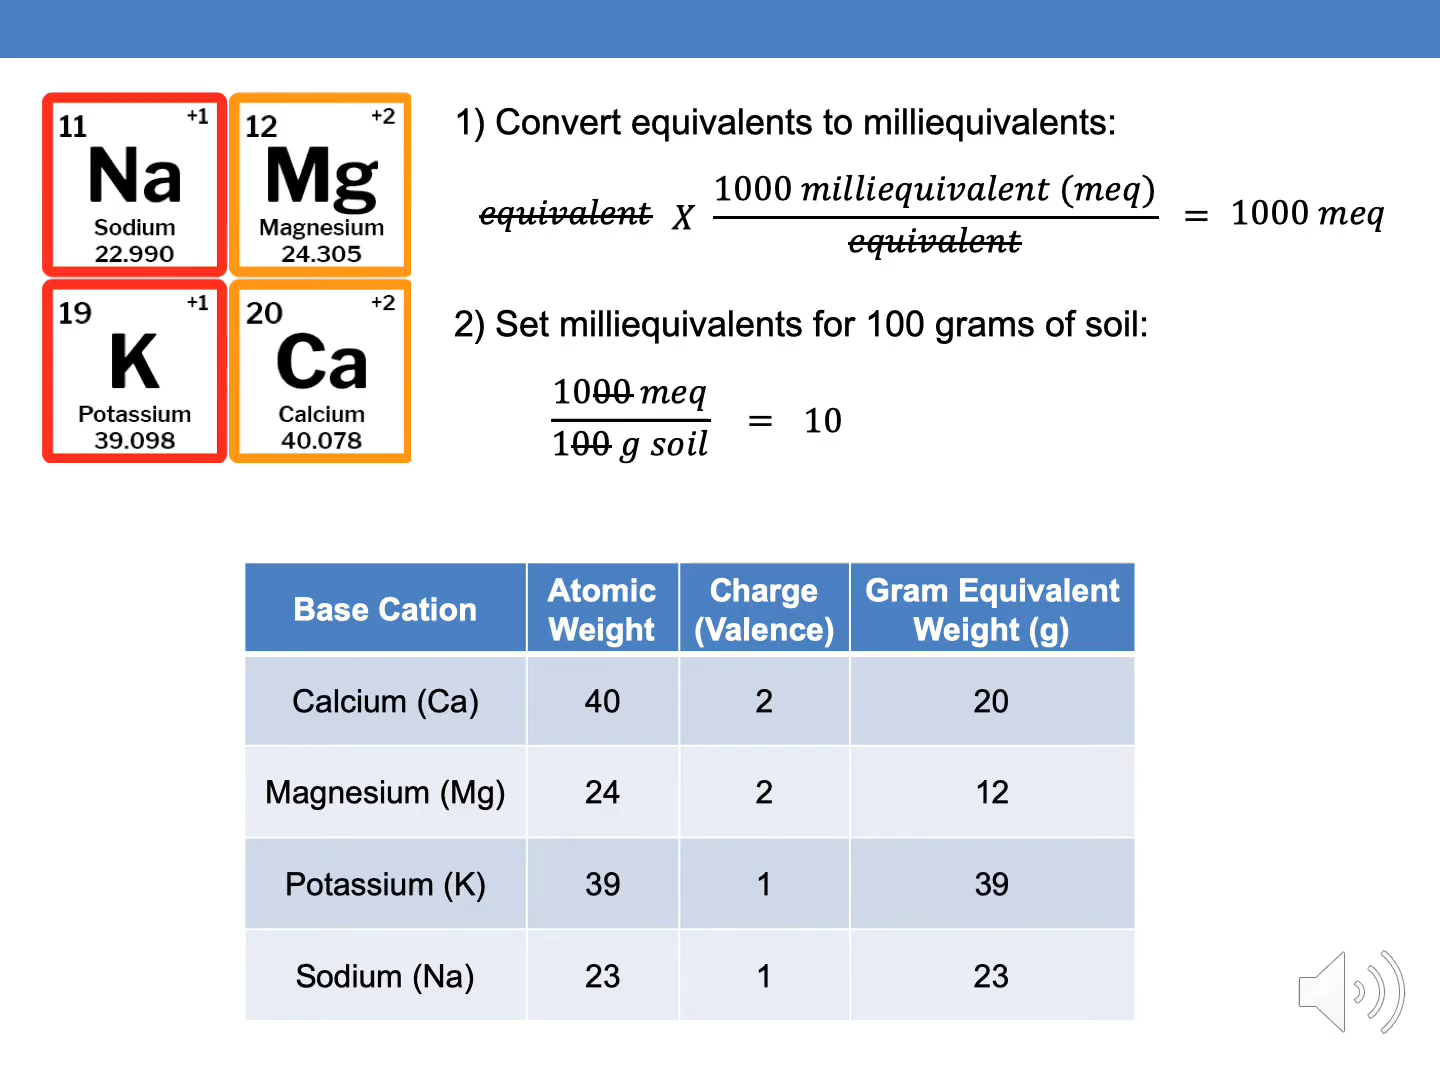 11 +1
Na
Sodium
22.990
12 +2
Mg
Magnesium
24.305
19 +1
K
Potassium
39.098
20 +2
Ca
Calcium
40.078
1) Convert equivalents to milliequivalents:
equivalent X 1000 milliequivalent (meq) / equivalent = 1000 meq
2) Set milliequivalents for 100 grams of soil:
1000 meq / 100 g soil = 10
Base Cation | Atomic Weight | Charge (Valence) | Gram Equivalent Weight (g)
Calcium (Ca) | 40 | 2 | 20
Magnesium (Mg) | 24 | 2 | 12
Potassium (K) | 39 | 1 | 39
Sodium (Na) | 23 | 1 | 23